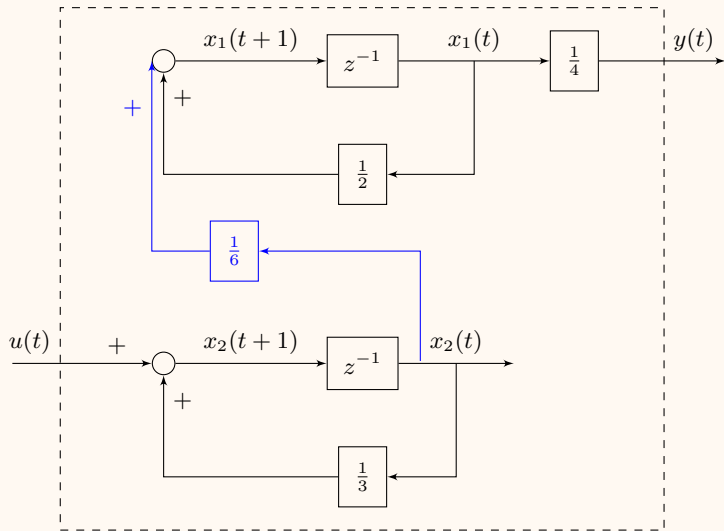 x₁(t+1) z⁻¹ x₁(t) 1/4 y(t)
+ +
1/2
1/6
u(t) + x₂(t+1) z⁻¹ x₂(t)
+
1/3